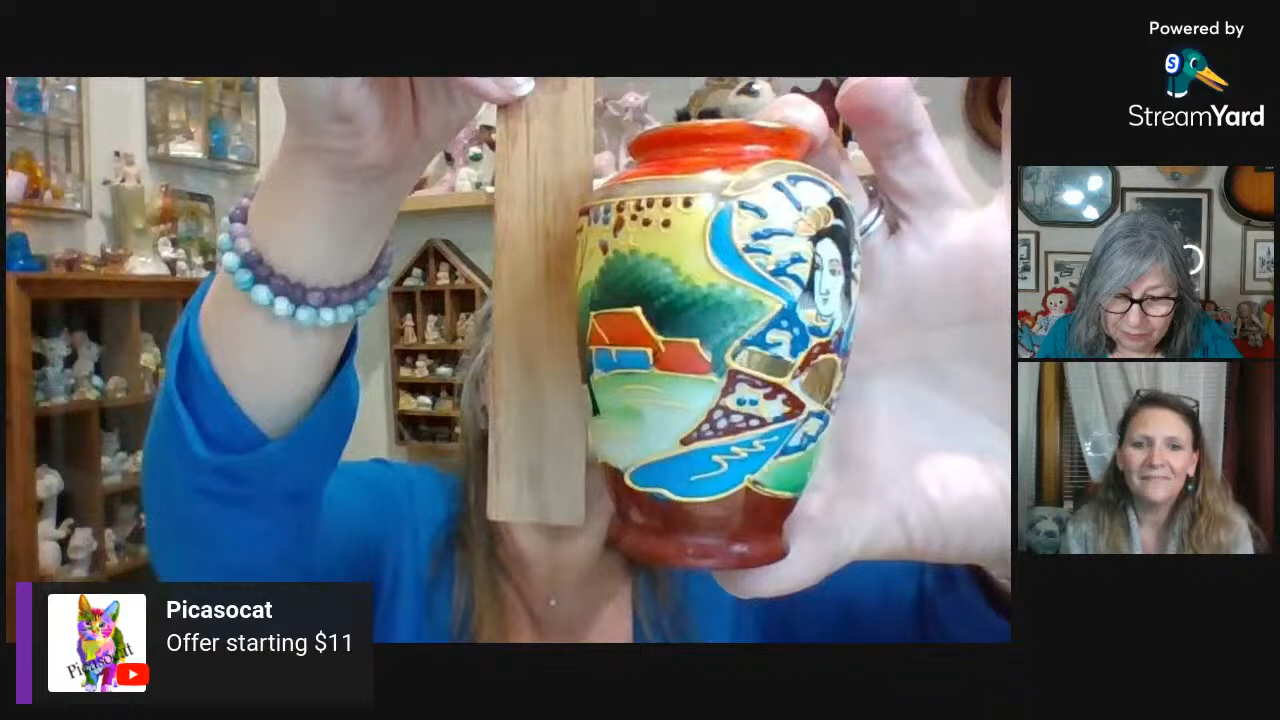 Powered by
S
StreamYard
Picasocat
Picasocat
Offer starting $11